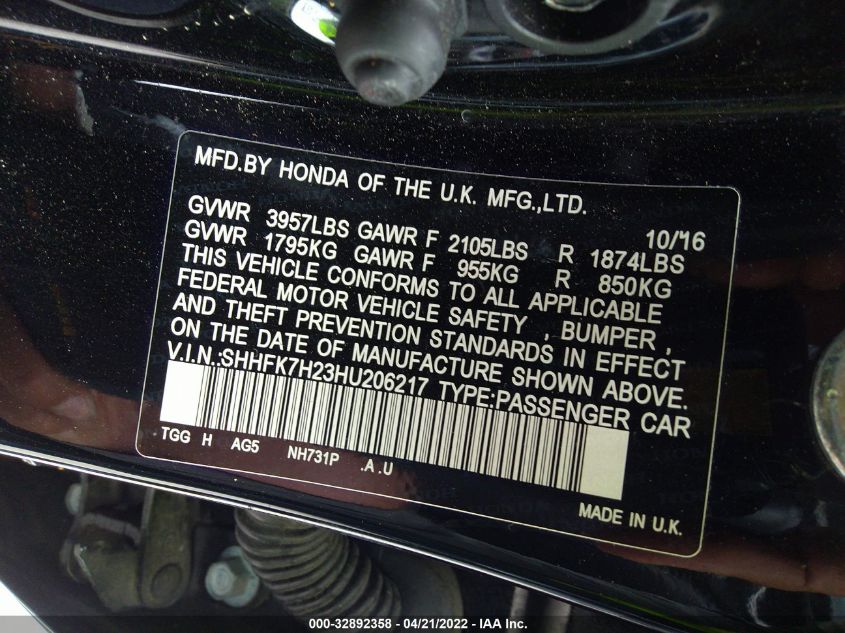 MFD.BY HONDA OF THE U.K. MFG.,LTD.
10/'16
GVWR 3957LBS GAWR F 2105LBS R 1874LBS
GVWR 1795KG GAWR F 955KG R 850KG
THIS VEHICLE CONFORMS TO ALL APPLICABLE
FEDERAL MOTOR VEHICLE SAFETY , BUMPER ,
AND THEFT PREVENTION STANDARDS IN EFFECT
ON THE DATE OF MANUFACTURE SHOWN ABOVE.
V.I.N.:SHHFK7H23HU206217 TYPE:PASSENGER CAR
TGG H AG5 NH731P .A .U
MADE IN U.K.
000-32892358 - 04/21/2022 - IAA Inc.